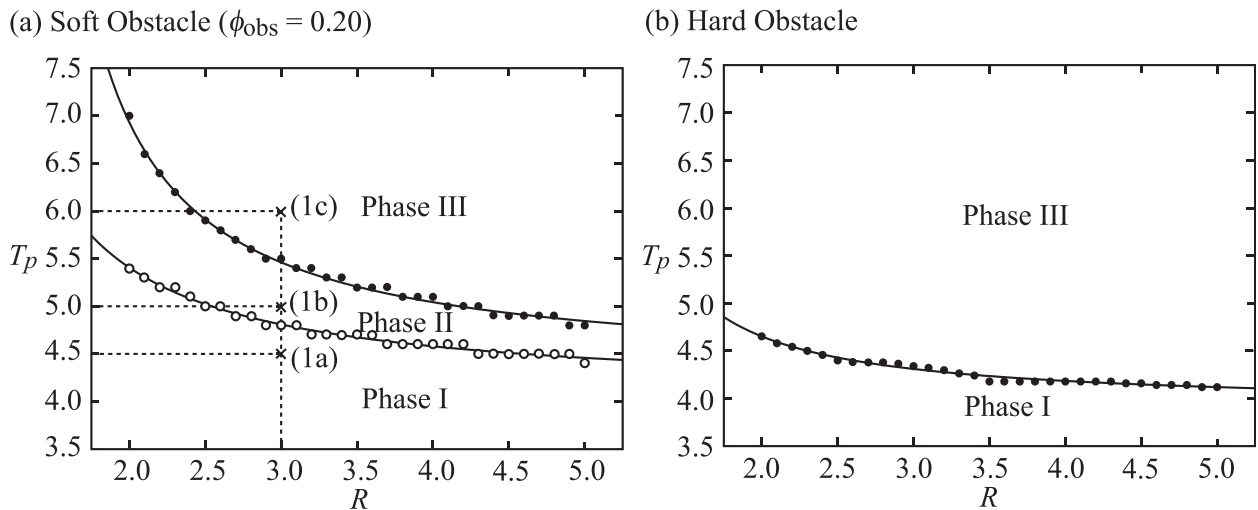 (a) Soft Obstacle (ϕobs = 0.20)
7.5
7.0
6.5
6.0
5.5
5.0
4.5
4.0
3.5
Tp
2.0 2.5 3.0 3.5 4.0 4.5 5.0
R
(1c) Phase III
(1b)
Phase II
(1a)
Phase I
(b) Hard Obstacle
7.5
7.0
6.5
6.0
5.5
5.0
4.5
4.0
3.5
Tp
2.0 2.5 3.0 3.5 4.0 4.5 5.0
R
Phase III
Phase I